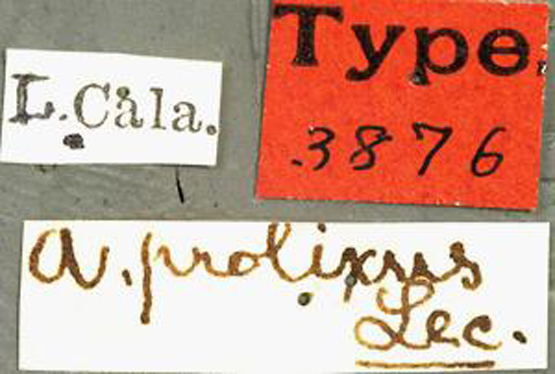 L. Cala.
Type.
3876
a. prolixus
Lec.